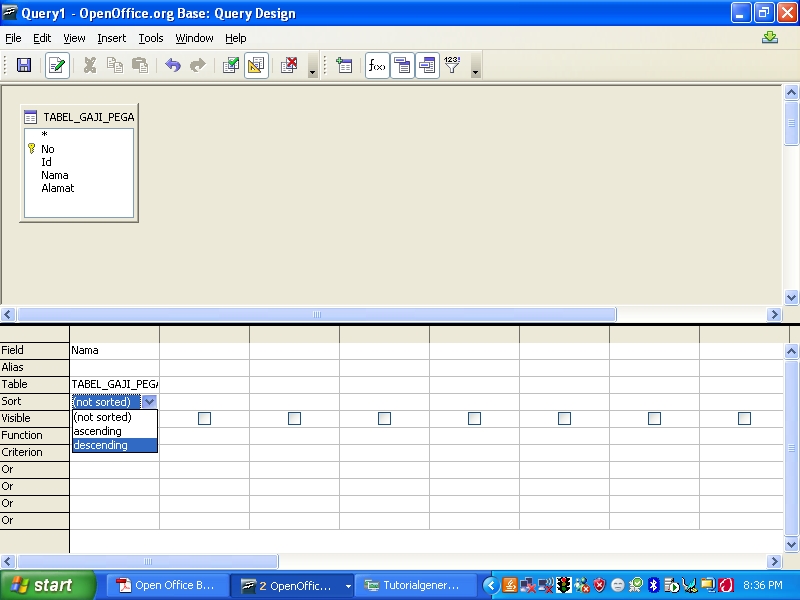 Query1 - OpenOffice.org Base: Query Design
File Edit View Insert Tools Window Help
f(x) 123!
TABEL_GAJI_PEGA
*
No
Id
Nama
Alamat
Field Nama
Alias
Table TABEL_GAJI_PEGA
Sort (not sorted)
Visible (not sorted)
Function ascending
descending
Criterion
Or
Or
Or
Or
start Open Office B... 2 OpenOffic... Tutorialgener... 8:36 PM